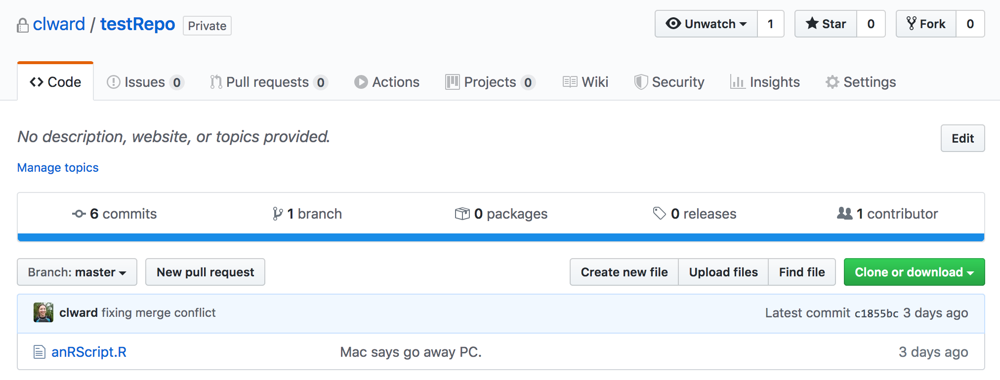 clward / testRepo Private Unwatch 1 Star 0 Fork 0
Code Issues 0 Pull requests 0 Actions Projects 0 Wiki Security Insights Settings
No description, website, or topics provided. Edit
Manage topics
6 commits 1 branch 0 packages 0 releases 1 contributor
Branch: master New pull request Create new file Upload files Find file Clone or download
clward fixing merge conflict Latest commit c1855bc 3 days ago
anRScript.R Mac says go away PC. 3 days ago